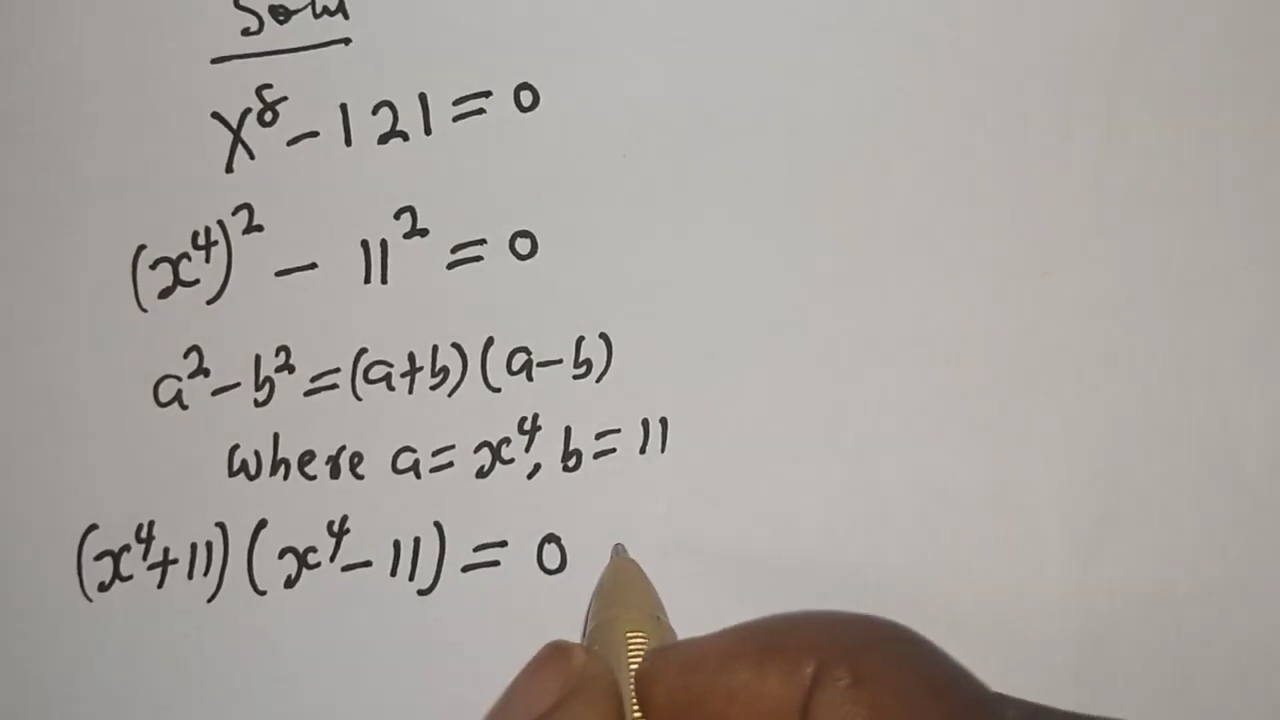 x⁸ - 121 = 0
(x⁴)² - 11² = 0
a² - b² = (a+b)(a-b)
where a = x⁴, b = 11
(x⁴+11)(x⁴-11) = 0